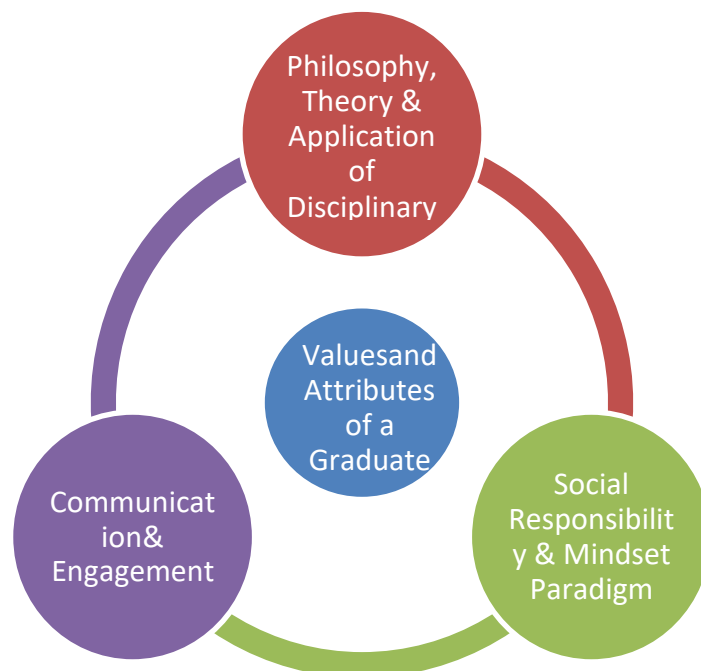 Philosophy,
Theory &
Application
of
Disciplinary
Valuesand
Attributes
of a
Graduate
Communicat
ion&
Engagement
Social
Responsibilit
y & Mindset
Paradigm